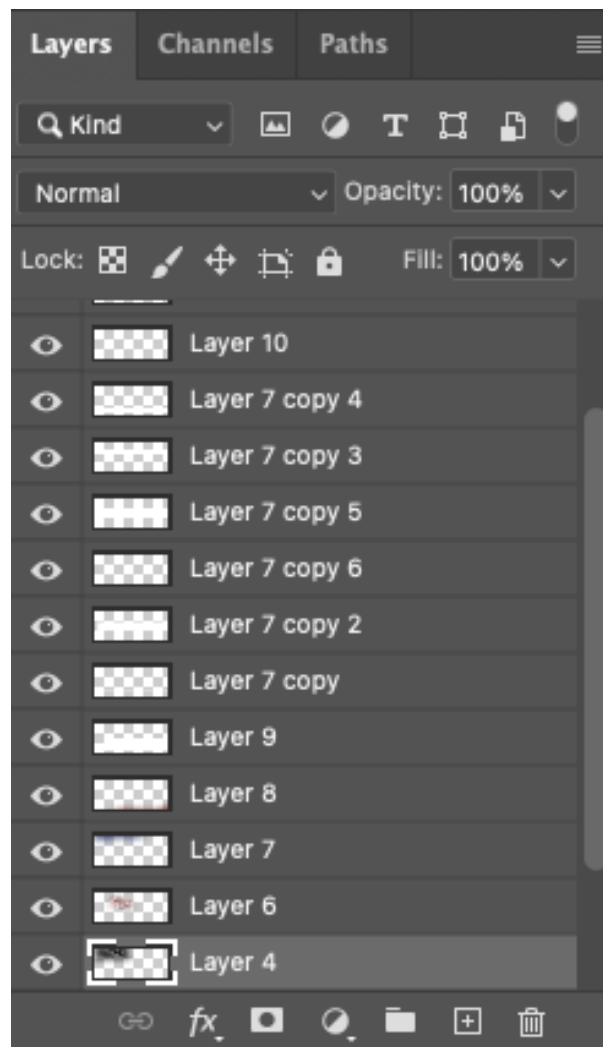 Layers Channels Paths
Kind T
Normal Opacity: 100%
Lock: Fill: 100%
Layer 10
Layer 7 copy 4
Layer 7 copy 3
Layer 7 copy 5
Layer 7 copy 6
Layer 7 copy 2
Layer 7 copy
Layer 9
Layer 8
Layer 7
Layer 6
Layer 4
fx